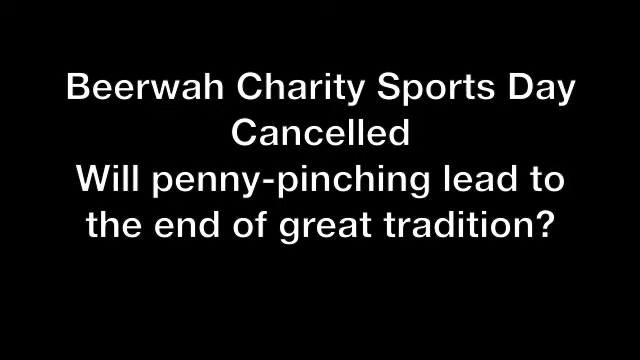 Beerwah Charity Sports Day
Cancelled
Will penny-pinching lead to
the end of great tradition?